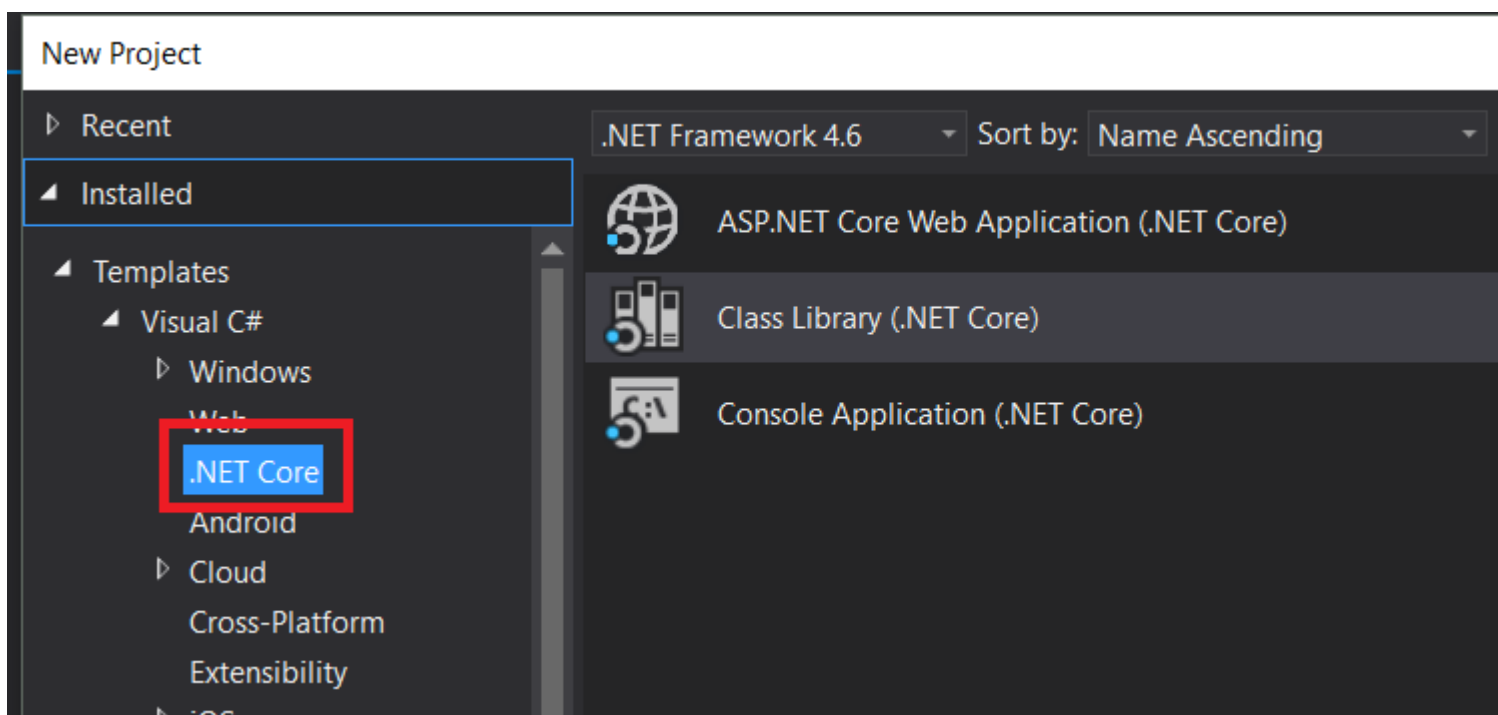 New Project
Recent
Installed
Templates
Visual C#
Windows
Web
.NET Core
Android
Cloud
Cross-Platform
Extensibility
iOS
.NET Framework 4.6
Sort by:
Name Ascending
ASP.NET Core Web Application (.NET Core)
Class Library (.NET Core)
C:\
Console Application (.NET Core)